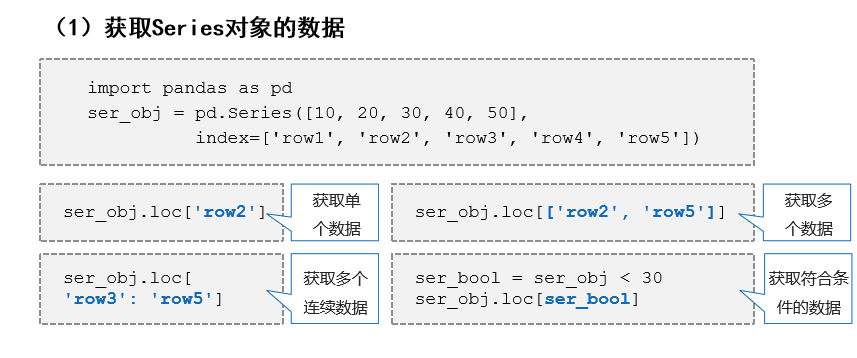 （1）获取Series对象的数据
import pandas as pd
ser_obj = pd.Series([10, 20, 30, 40, 50],
index=['row1', 'row2', 'row3', 'row4', 'row5'])
ser_obj.loc['row2']
获取单
个数据
ser_obj.loc[['row2', 'row5']]
获取多
个数据
ser_obj.loc[
'row3': 'row5']
获取多个
连续数据
ser_bool = ser_obj < 30
ser_obj.loc[ser_bool]
获取符合条
件的数据